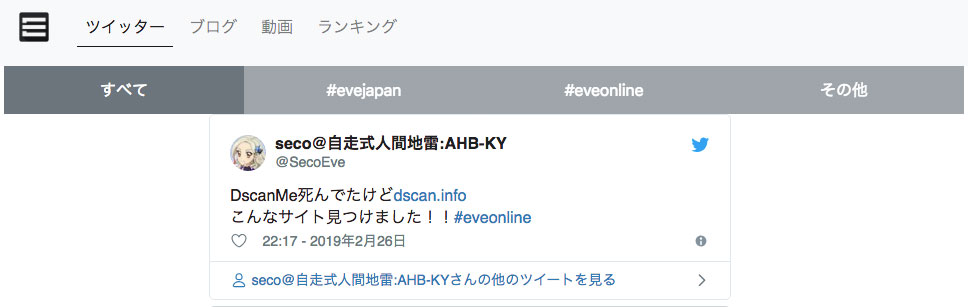 ツイッター ブログ 動画 ランキング
すべて #evejapan #eveonline その他
seco@自走式人間地雷:AHB-KY
@SecoEve
DscanMe死んでたけどdscan.info
こんなサイト見つけました！！#eveonline
22:17 - 2019年2月26日
seco@自走式人間地雷:AHB-KYさんの他のツイートを見る